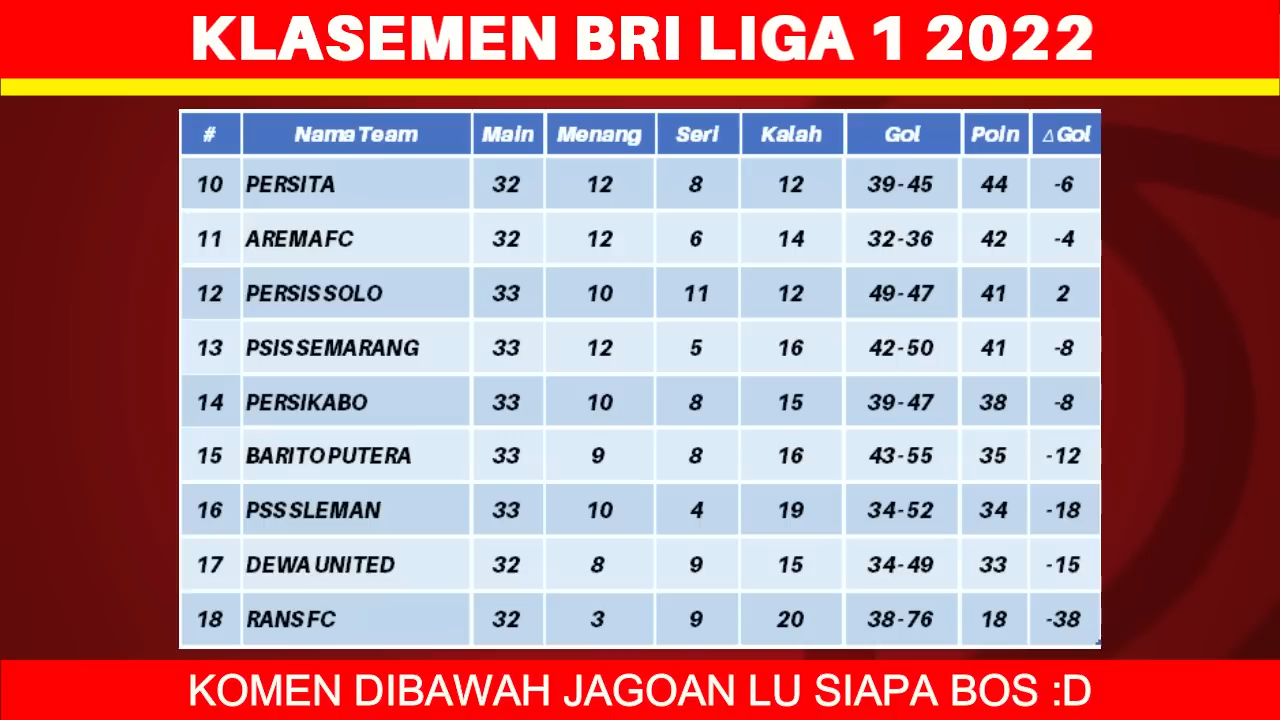 KLASEMEN BRI LIGA 1 2022
# Nama Team Main Menang Seri Kalah Gol Poin △Gol
10 PERSITA 32 12 8 12 39-45 44 -6
11 AREMA FC 32 12 6 14 32-36 42 -4
12 PERSIS SOLO 33 10 11 12 49-47 41 2
13 PSIS SEMARANG 33 12 5 16 42-50 41 -8
14 PERSIKABO 33 10 8 15 39-47 38 -8
15 BARITO PUTERA 33 9 8 16 43-55 35 -12
16 PSS SLEMAN 33 10 4 19 34-52 34 -18
17 DEWA UNITED 32 8 9 15 34-49 33 -15
18 RANS FC 32 3 9 20 38-76 18 -38
KOMEN DIBAWAH JAGOAN LU SIAPA BOS :D